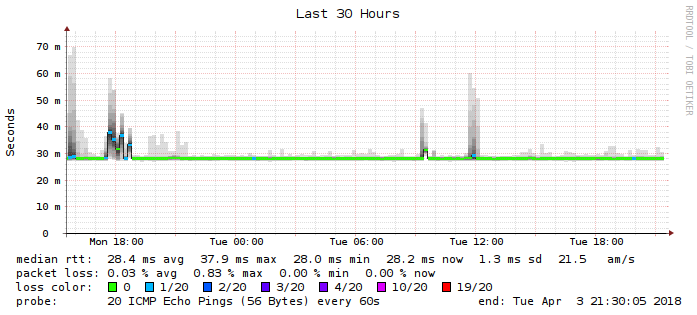 Last 30 Hours
RRDTOOL / TOBI OETIKER
Seconds
70 m
60 m
50 m
40 m
30 m
20 m
10 m
0
Mon 18:00 Tue 00:00 Tue 06:00 Tue 12:00 Tue 18:00
median rtt: 28.4 ms avg 37.9 ms max 28.0 ms min 28.2 ms now 1.3 ms sd 21.5 am/s
packet loss: 0.03 % avg 0.83 % max 0.00 % min 0.00 % now
loss color: 0 1/20 2/20 3/20 4/20 10/20 19/20
probe: 20 ICMP Echo Pings (56 Bytes) every 60s end: Tue Apr 3 21:30:05 2018